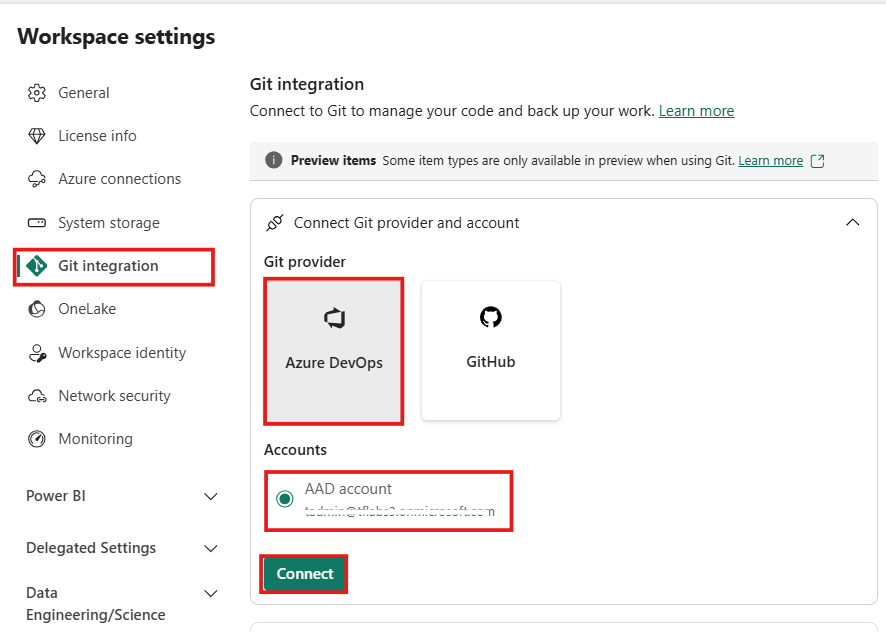 Workspace settings
General
License info
Azure connections
System storage
Git integration
OneLake
Workspace identity
Network security
Monitoring
Power BI
Delegated Settings
Data
Engineering/Science
Git integration
Connect to Git to manage your code and back up your work. Learn more
Preview items Some item types are only available in preview when using Git. Learn more
Connect Git provider and account
Git provider
Azure DevOps
GitHub
Accounts
AAD account
Connect